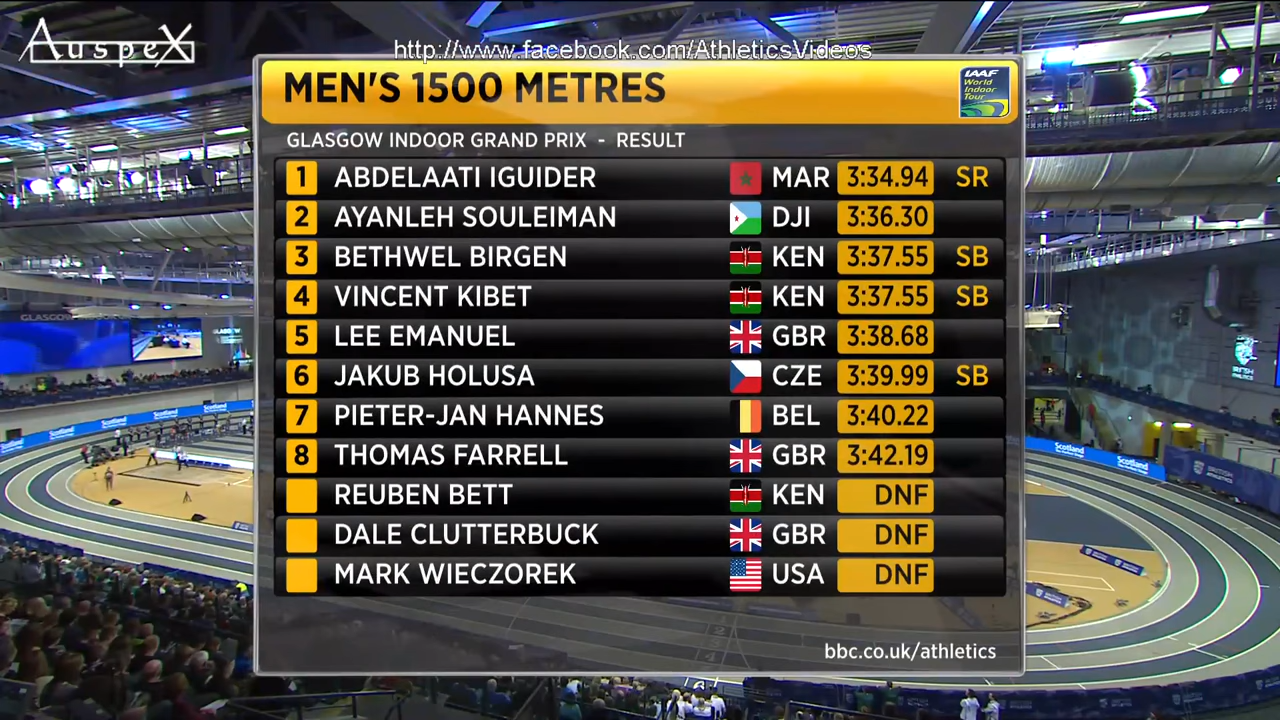 AuspeX
http://www.facebook.com/AthleticsVideos
MEN'S 1500 METRES
IAAF
World
Indoor
Tour
GLASGOW INDOOR GRAND PRIX - RESULT
1 ABDELAATI IGUIDER MAR 3:34.94 SR
2 AYANLEH SOULEIMAN DJI 3:36.30
3 BETHWEL BIRGEN KEN 3:37.55 SB
4 VINCENT KIBET KEN 3:37.55 SB
5 LEE EMANUEL GBR 3:38.68
6 JAKUB HOLUSA CZE 3:39.99 SB
7 PIETER-JAN HANNES BEL 3:40.22
8 THOMAS FARRELL GBR 3:42.19
REUBEN BETT KEN DNF
DALE CLUTTERBUCK GBR DNF
MARK WIECZOREK USA DNF
bbc.co.uk/athletics
GLASGOW
Scotland
Scotland
Scotland
Scotland